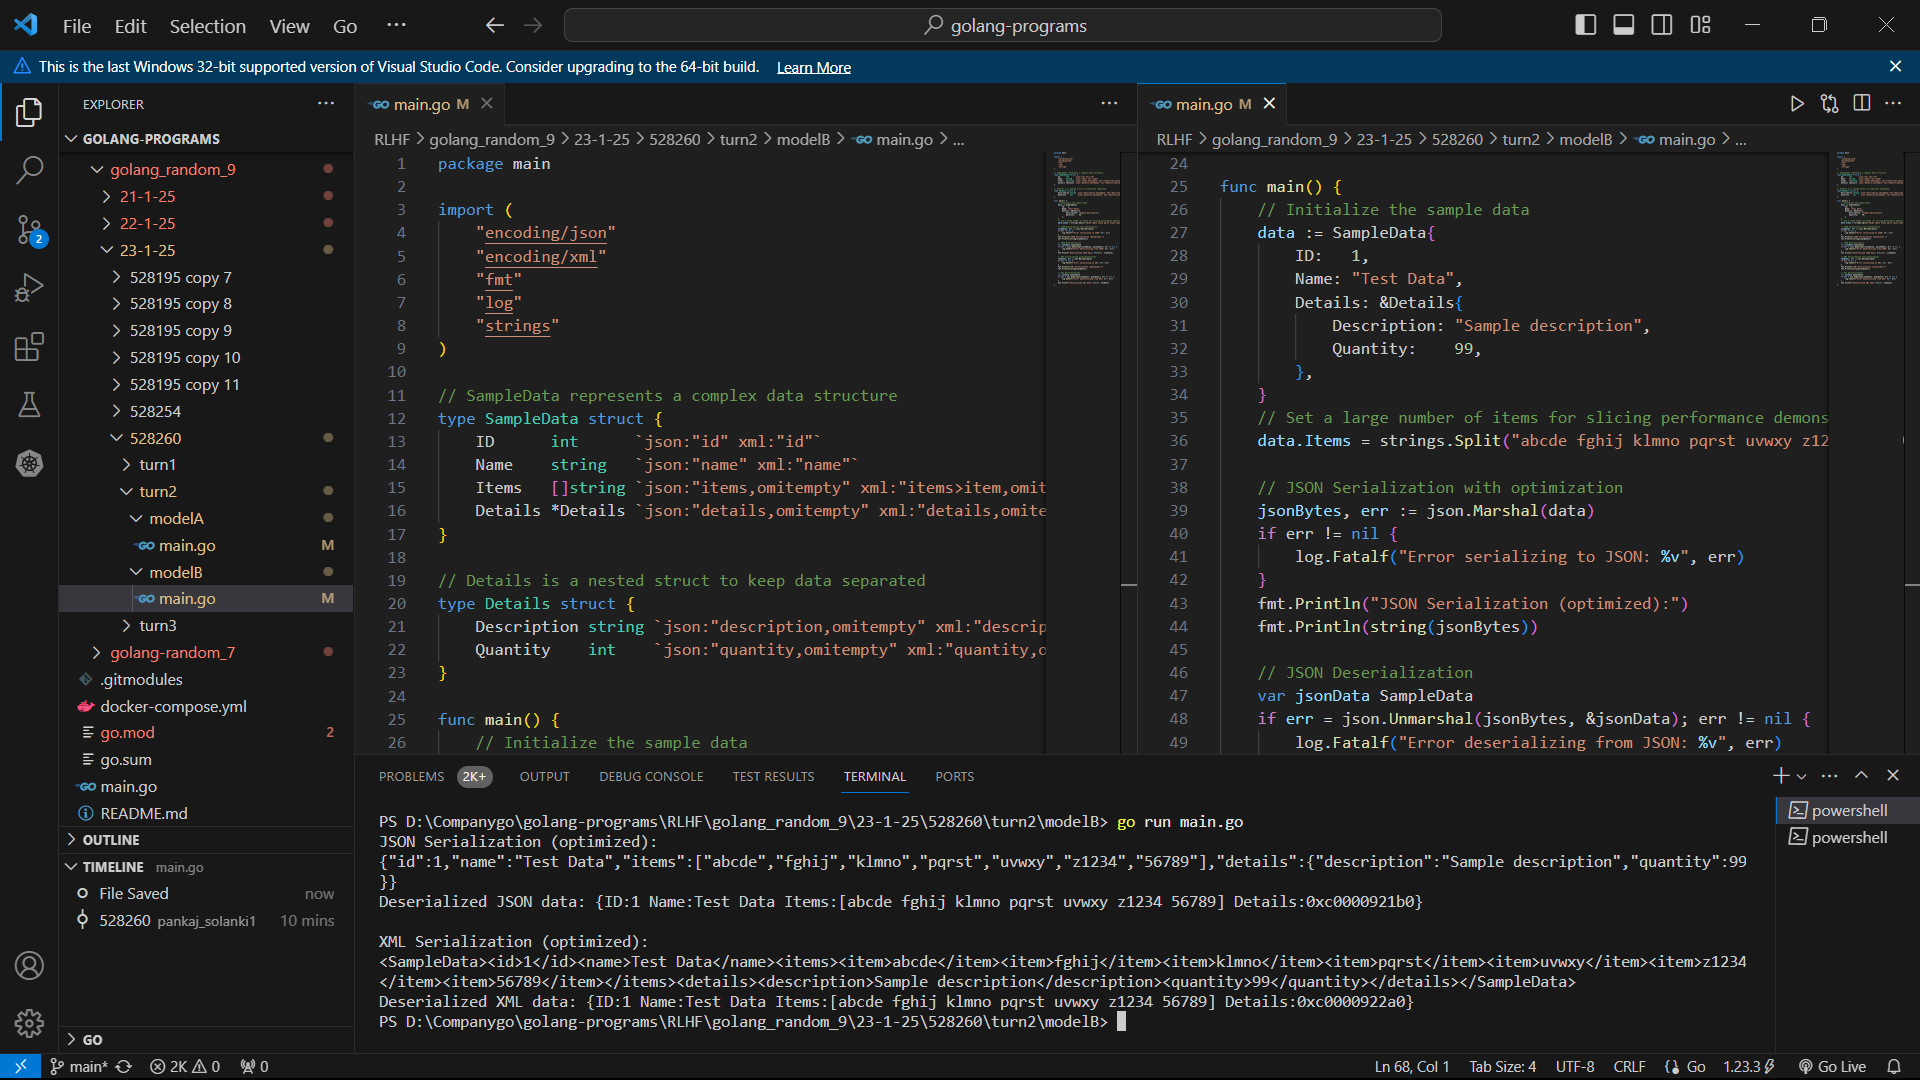 File Edit Selection View Go ··· golang-programs
This is the last Windows 32-bit supported version of Visual Studio Code. Consider upgrading to the 64-bit build. Learn More
EXPLORER ···
GOLANG-PROGRAMS
golang_random_9
21-1-25
22-1-25
23-1-25
528195 copy 7
528195 copy 8
528195 copy 9
528195 copy 10
528195 copy 11
528254
528260
turn1
turn2
modelA
main.go M
modelB
main.go M
turn3
golang-random_7
.gitmodules
docker-compose.yml
go.mod 2
go.sum
main.go
README.md
OUTLINE
TIMELINE main.go
File Saved now
528260 pankaj_solanki1 10 mins
GO
2
main.go M
RLHF > golang_random_9 > 23-1-25 > 528260 > turn2 > modelB > main.go > ...
1 package main
2
3 import (
4 "encoding/json"
5 "encoding/xml"
6 "fmt"
7 "log"
8 "strings"
9 )
10
11 // SampleData represents a complex data structure
12 type SampleData struct {
13 ID int `json:"id" xml:"id"`
14 Name string `json:"name" xml:"name"`
15 Items []string `json:"items,omitempty" xml:"items>item,omit
16 Details *Details `json:"details,omitempty" xml:"details,omite
17 }
18
19 // Details is a nested struct to keep data separated
20 type Details struct {
21 Description string `json:"description,omitempty" xml:"descrip
22 Quantity int `json:"quantity,omitempty" xml:"quantity,o
23 }
24
25 func main() {
26 // Initialize the sample data
main.go M
RLHF > golang_random_9 > 23-1-25 > 528260 > turn2 > modelB > main.go > ...
24
25 func main() {
26 // Initialize the sample data
27 data := SampleData{
28 ID: 1,
29 Name: "Test Data",
30 Details: &Details{
31 Description: "Sample description",
32 Quantity: 99,
33 },
34 }
35 // Set a large number of items for slicing performance demons
36 data.Items = strings.Split("abcde fghij klmno pqrst uvwxy z12
37
38 // JSON Serialization with optimization
39 jsonBytes, err := json.Marshal(data)
40 if err != nil {
41 log.Fatalf("Error serializing to JSON: %v", err)
42 }
43 fmt.Println("JSON Serialization (optimized):")
44 fmt.Println(string(jsonBytes))
45
46 // JSON Deserialization
47 var jsonData SampleData
48 if err = json.Unmarshal(jsonBytes, &jsonData); err != nil {
49 log.Fatalf("Error deserializing from JSON: %v", err)
PROBLEMS 2K+ OUTPUT DEBUG CONSOLE TEST RESULTS TERMINAL PORTS
PS D:\Companygo\golang-programs\RLHF\golang_random_9\23-1-25\528260\turn2\modelB> go run main.go
JSON Serialization (optimized):
{"id":1,"name":"Test Data","items":["abcde","fghij","klmno","pqrst","uvwxy","z1234","56789"],"details":{"description":"Sample description","quantity":99
}}
Deserialized JSON data: {ID:1 Name:Test Data Items:[abcde fghij klmno pqrst uvwxy z1234 56789] Details:0xc0000921b0}
XML Serialization (optimized):
<SampleData><id>1</id><name>Test Data</name><items><item>abcde</item><item>fghij</item><item>klmno</item><item>pqrst</item><item>uvwxy</item><item>z1234
</item><item>56789</item></items><details><description>Sample description</description><quantity>99</quantity></details></SampleData>
Deserialized XML data: {ID:1 Name:Test Data Items:[abcde fghij klmno pqrst uvwxy z1234 56789] Details:0xc0000922a0}
PS D:\Companygo\golang-programs\RLHF\golang_random_9\23-1-25\528260\turn2\modelB>
powershell
powershell
main* 2K 0 0 Ln 68, Col 1 Tab Size: 4 UTF-8 CRLF Go 1.23.3 Go Live